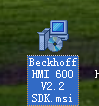 Beckhoff
HMI 600
V2.2
SDK.msi